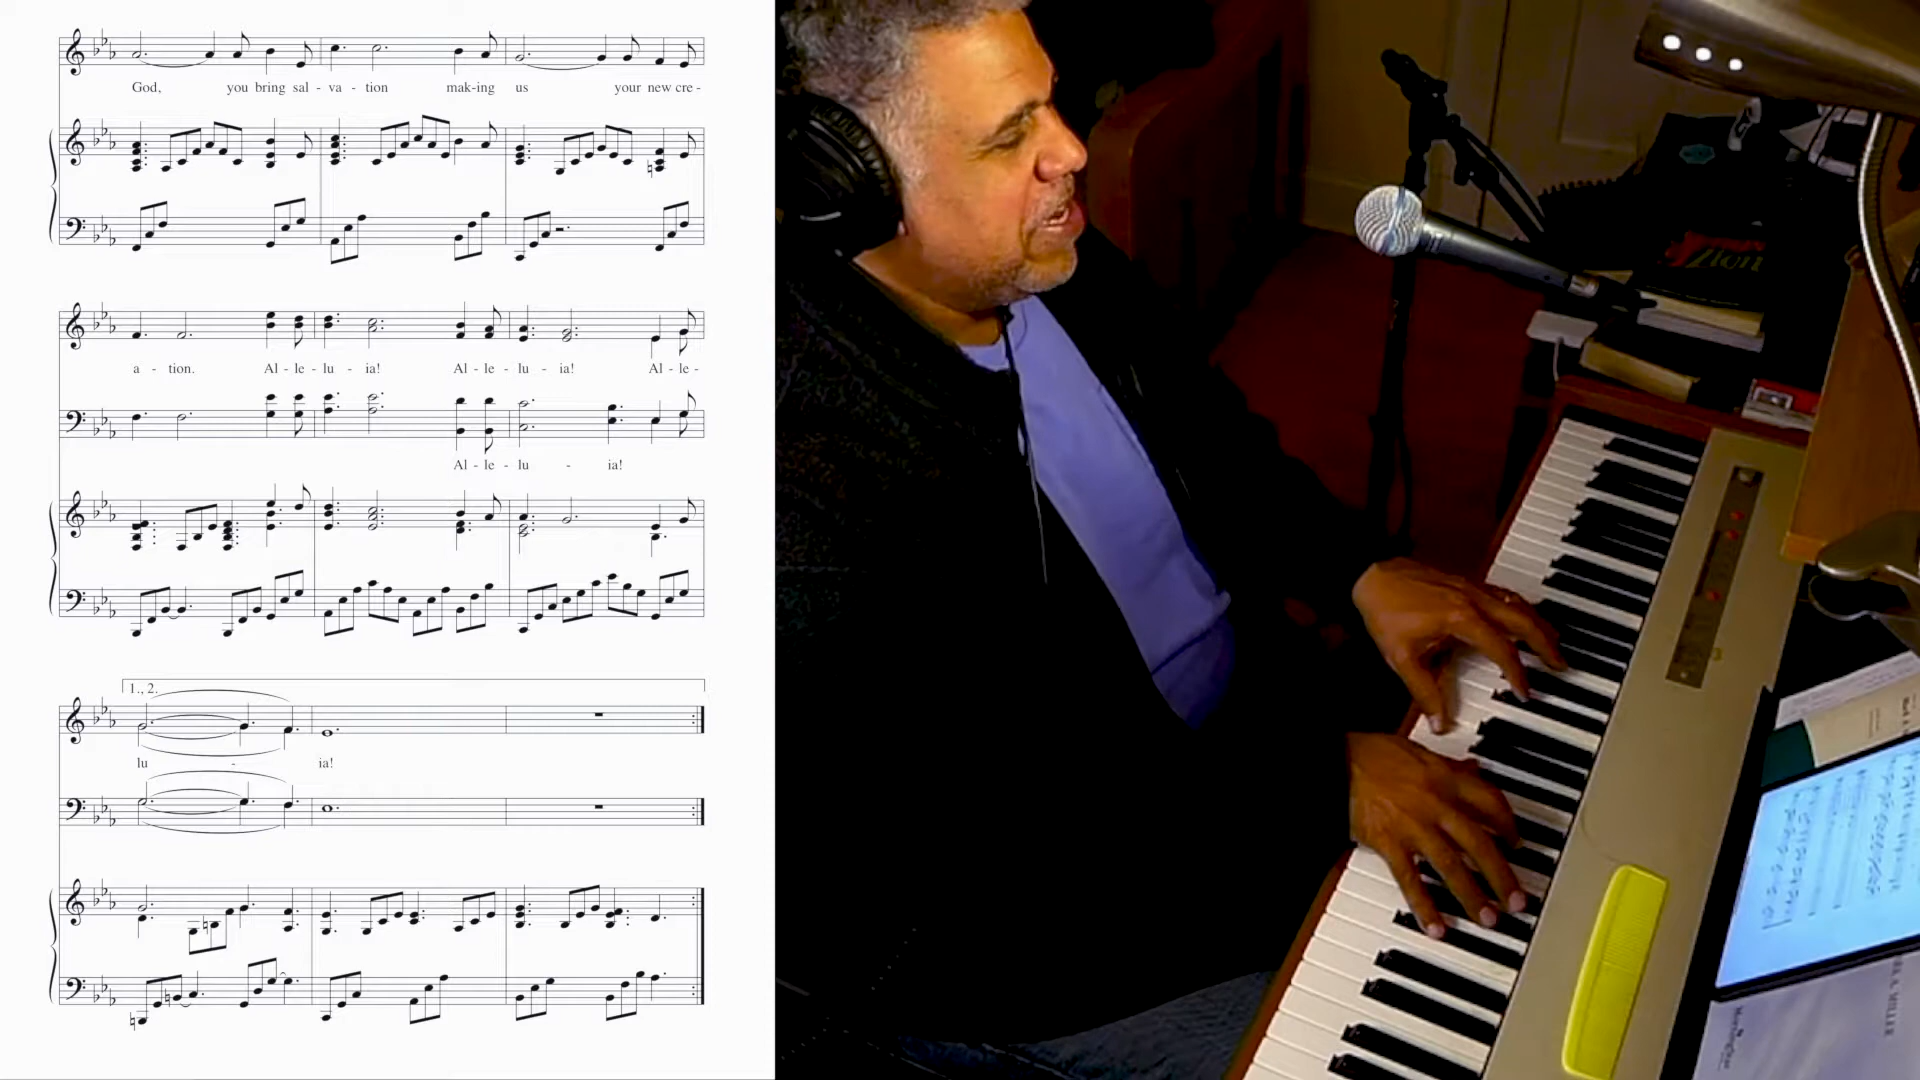 God, you bring sal - va - tion mak-ing us your new cre -
a - tion. Al - le - lu - ia! Al - le - lu - ia! Al - le -
Al - le - lu - ia!
1., 2.
lu - ia!
Zion